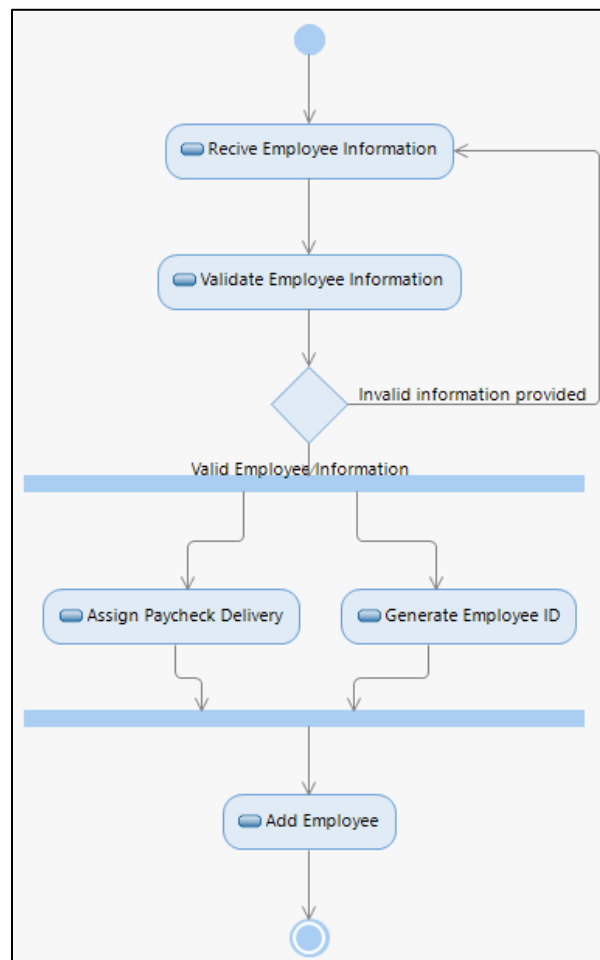 Recive Employee Information
Validate Employee Information
Invalid information provided
Valid Employee Information
Assign Paycheck Delivery
Generate Employee ID
Add Employee